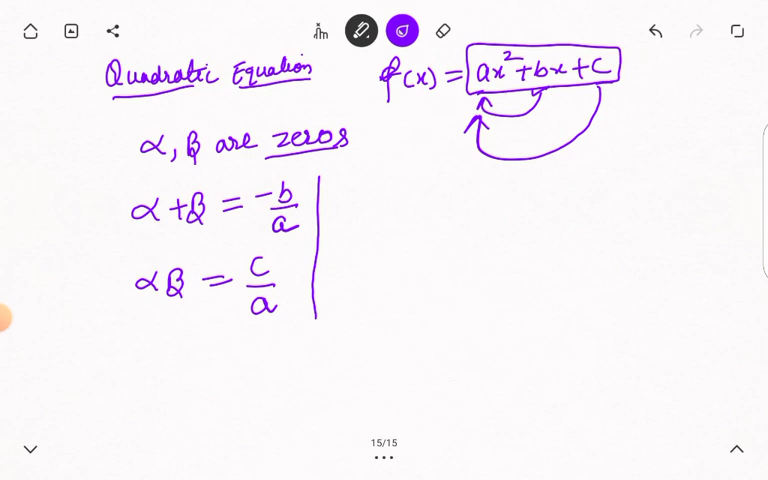 Quadratic Equation f(x) = ax²+bx+c
α, β are zeros
α+β = -b/a
αβ = c/a
15/15